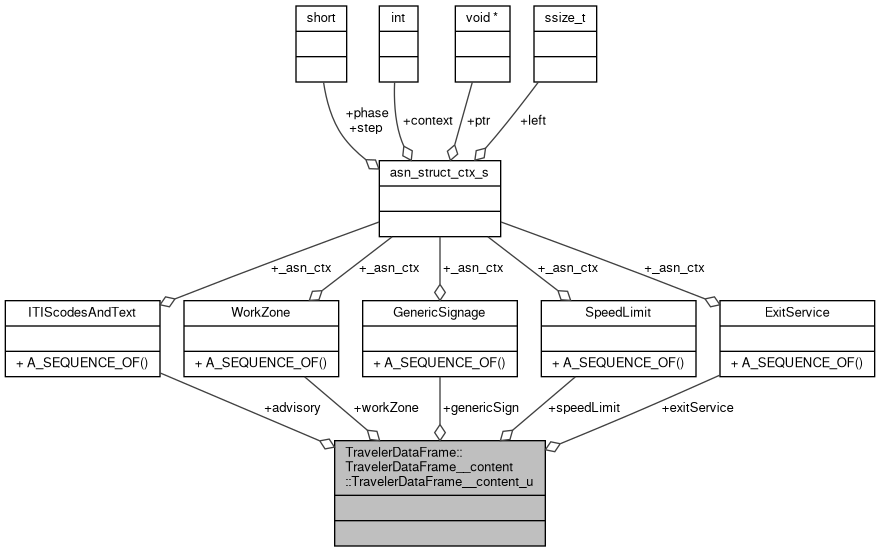 short
int
void *
ssize_t
+phase
+step
+context
+ptr
+left
asn_struct_ctx_s
+_asn_ctx
+_asn_ctx
+_asn_ctx
+_asn_ctx
+_asn_ctx
ITIScodesAndText
WorkZone
GenericSignage
SpeedLimit
ExitService
+ A_SEQUENCE_OF()
+ A_SEQUENCE_OF()
+ A_SEQUENCE_OF()
+ A_SEQUENCE_OF()
+ A_SEQUENCE_OF()
+advisory
+workZone
+genericSign
+speedLimit
+exitService
TravelerDataFrame::
TravelerDataFrame__content
::TravelerDataFrame__content_u